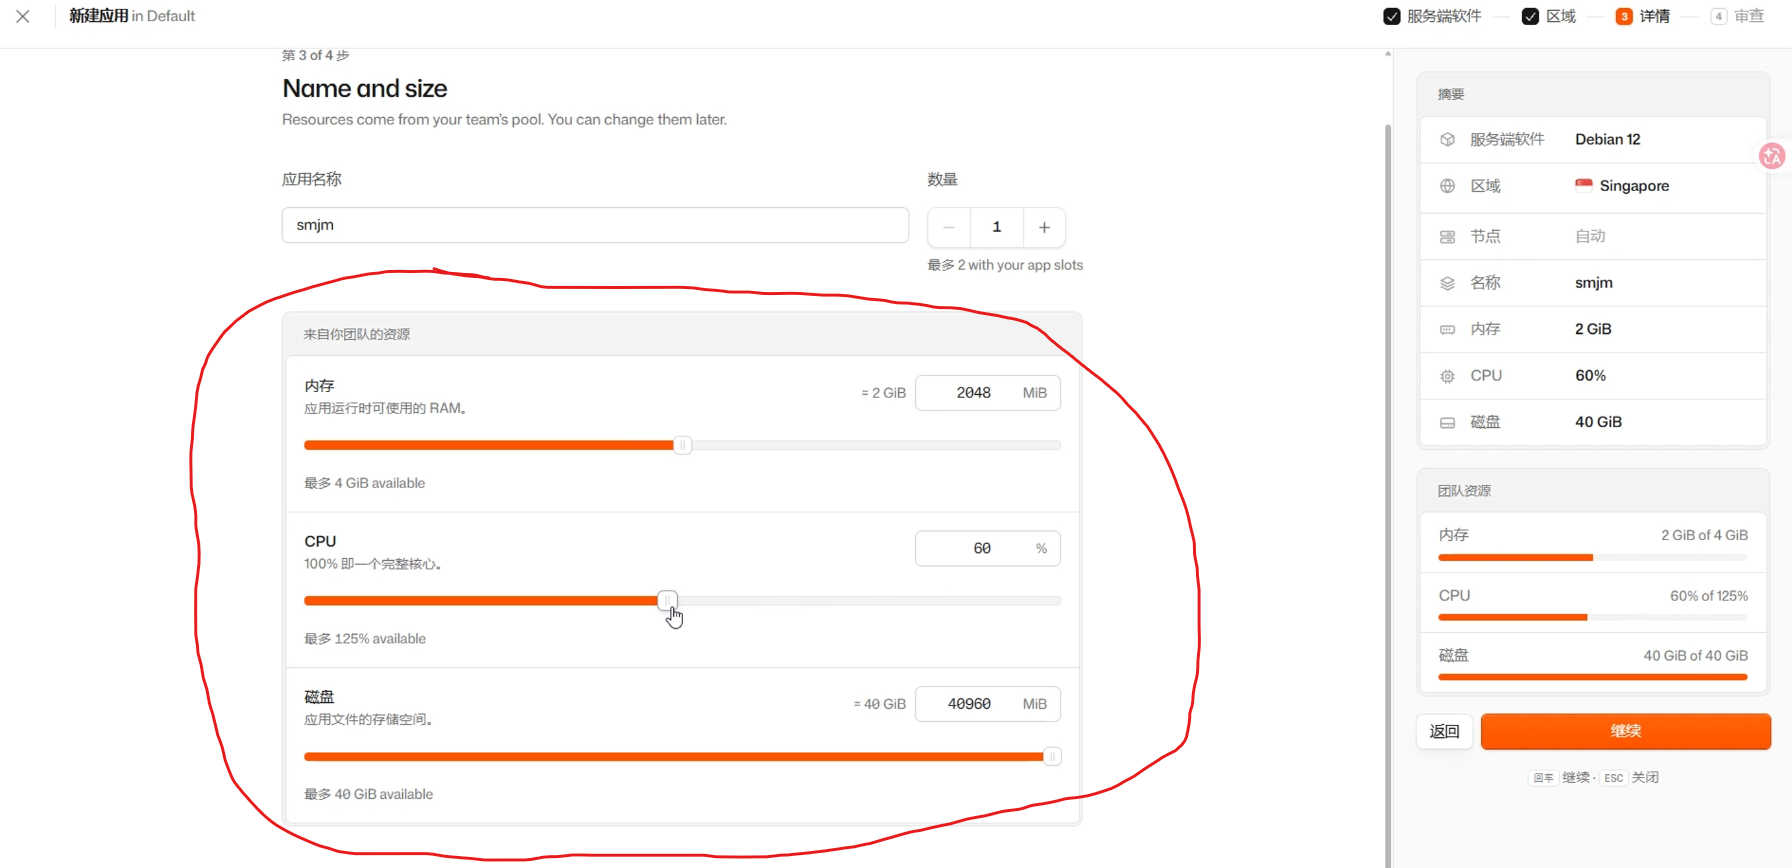 新建应用 in Default
服务端软件
区域
3 详情
4 审查
第 3 of 4 步
Name and size
Resources come from your team's pool. You can change them later.
应用名称
smjm
数量
1
最多 2 with your app slots
来自你团队的资源
内存
应用运行时可使用的 RAM。
≈ 2 GiB
2048 MiB
最多 4 GiB available
CPU
100% 即一个完整核心。
60 %
最多 125% available
磁盘
应用文件的存储空间。
≈ 40 GiB
40960 MiB
最多 40 GiB available
摘要
服务端软件 Debian 12
区域 Singapore
节点 自动
名称 smjm
内存 2 GiB
CPU 60%
磁盘 40 GiB
团队资源
内存 2 GiB of 4 GiB
CPU 60% of 125%
磁盘 40 GiB of 40 GiB
返回
继续
回车 继续 · ESC 关闭